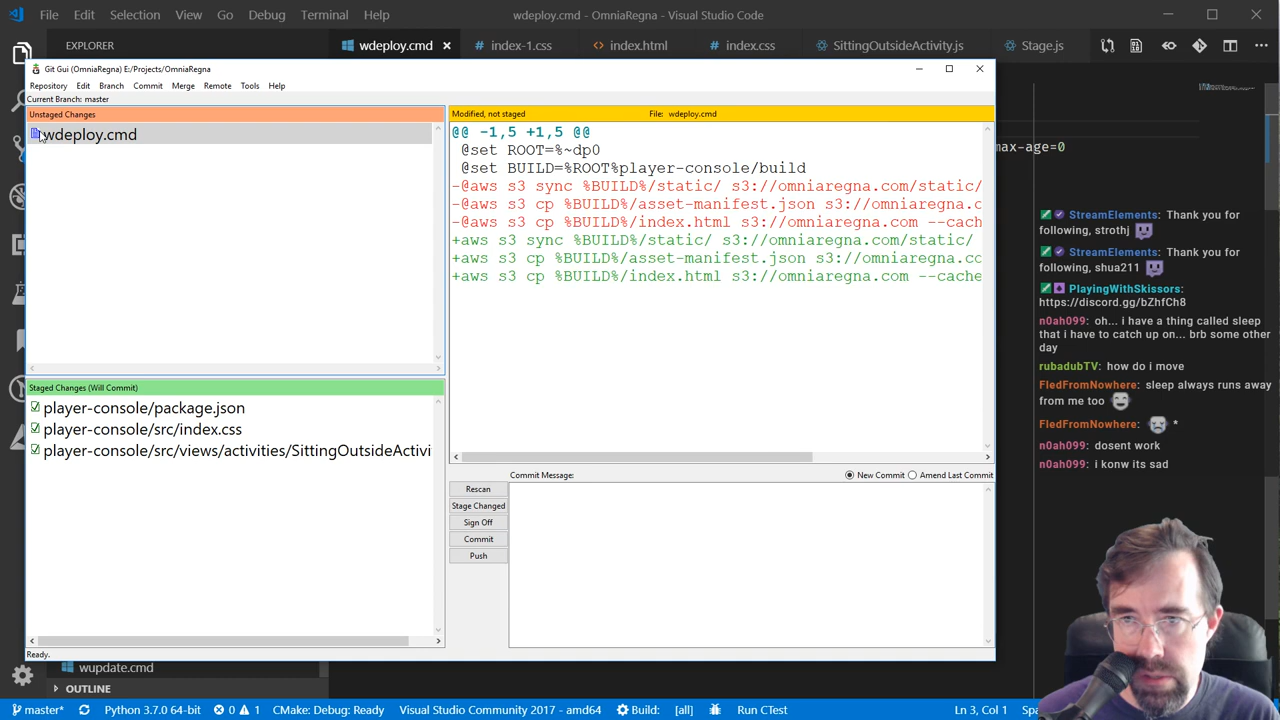 File Edit Selection View Go Debug Terminal Help wdeploy.cmd - OmniaRegna - Visual Studio Code
EXPLORER wdeploy.cmd index-1.css index.html index.css SittingOutsideActivity.js Stage.js
Git Gui (OmniaRegna) E:/Projects/OmniaRegna
Repository Edit Branch Commit Merge Remote Tools Help
Current Branch: master
Unstaged Changes
wdeploy.cmd
Modified, not staged File: wdeploy.cmd
@@ -1,5 +1,5 @@
@set ROOT=%~dp0
@set BUILD=%ROOT%player-console/build
-@aws s3 sync %BUILD%/static/ s3://omniaregna.com/static/
-@aws s3 cp %BUILD%/asset-manifest.json s3://omniaregna.c
-@aws s3 cp %BUILD%/index.html s3://omniaregna.com --cach
+aws s3 sync %BUILD%/static/ s3://omniaregna.com/static/
+aws s3 cp %BUILD%/asset-manifest.json s3://omniaregna.co
+aws s3 cp %BUILD%/index.html s3://omniaregna.com --cache
max-age=0
StreamElements: Thank you for
following, strothj
StreamElements: Thank you for
following, shua211
PlayingWithSkissors:
https://discord.gg/bZhfCh8
n0ah099: oh... i have a thing called sleep
that i have to catch up on... brb some other
day
rubadubTV: how do i move
FledFromNowhere: sleep always runs away
from me too
FledFromNowhere: *
n0ah099: dosent work
n0ah099: i konw its sad
Staged Changes (Will Commit)
player-console/package.json
player-console/src/index.css
player-console/src/views/activities/SittingOutsideActivi
Commit Message: New Commit Amend Last Commit
Rescan
Stage Changed
Sign Off
Commit
Push
Ready.
wupdate.cmd
OUTLINE
master* Python 3.7.0 64-bit 0 1 CMake: Debug: Ready Visual Studio Community 2017 - amd64 Build: [all] Run CTest Ln 3, Col 1 Spa